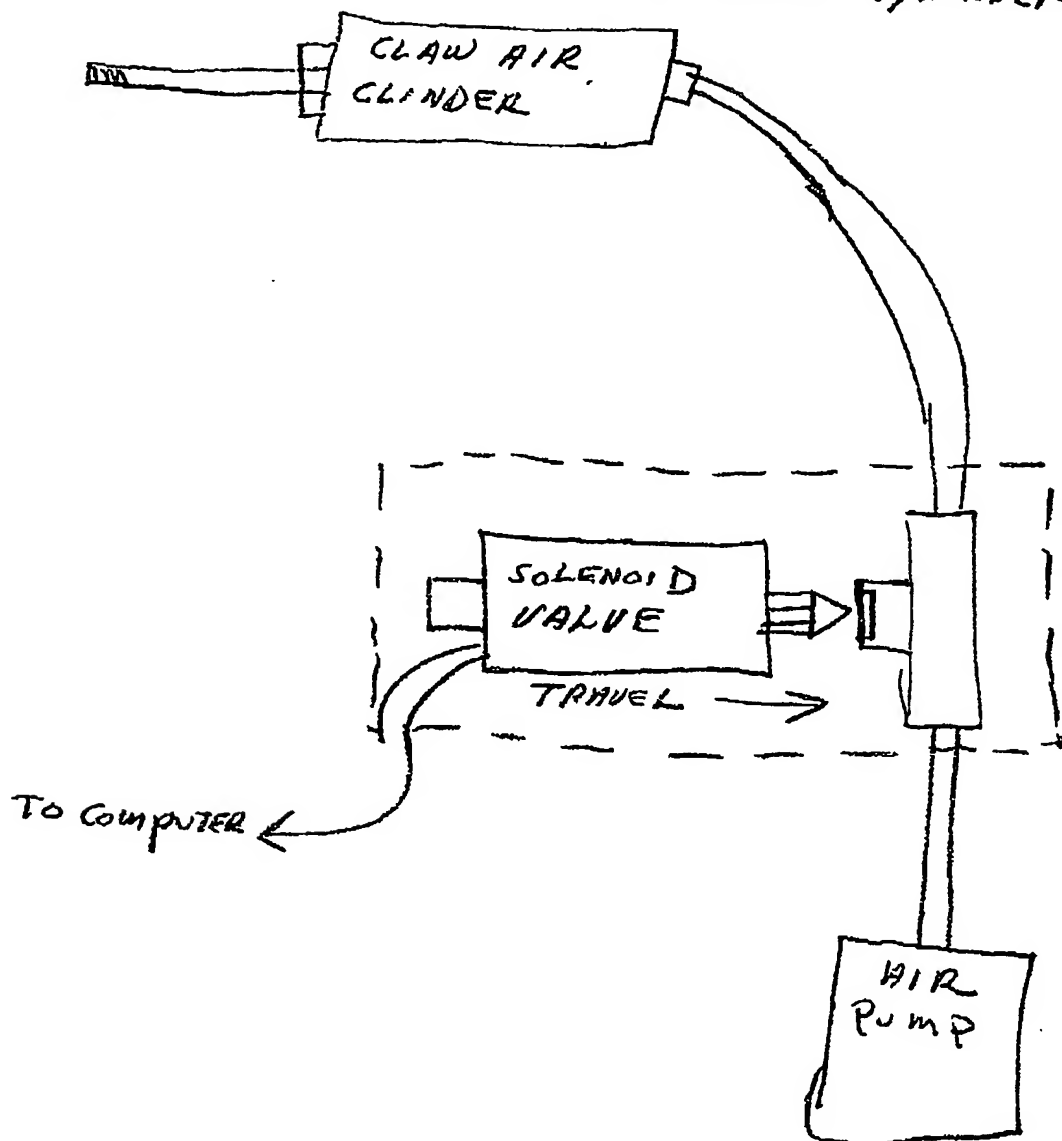 CLAW AIR
CLINDER
SOLENOID
VALVE
TRAVEL
TO COMPUTER
AIR
PUMP